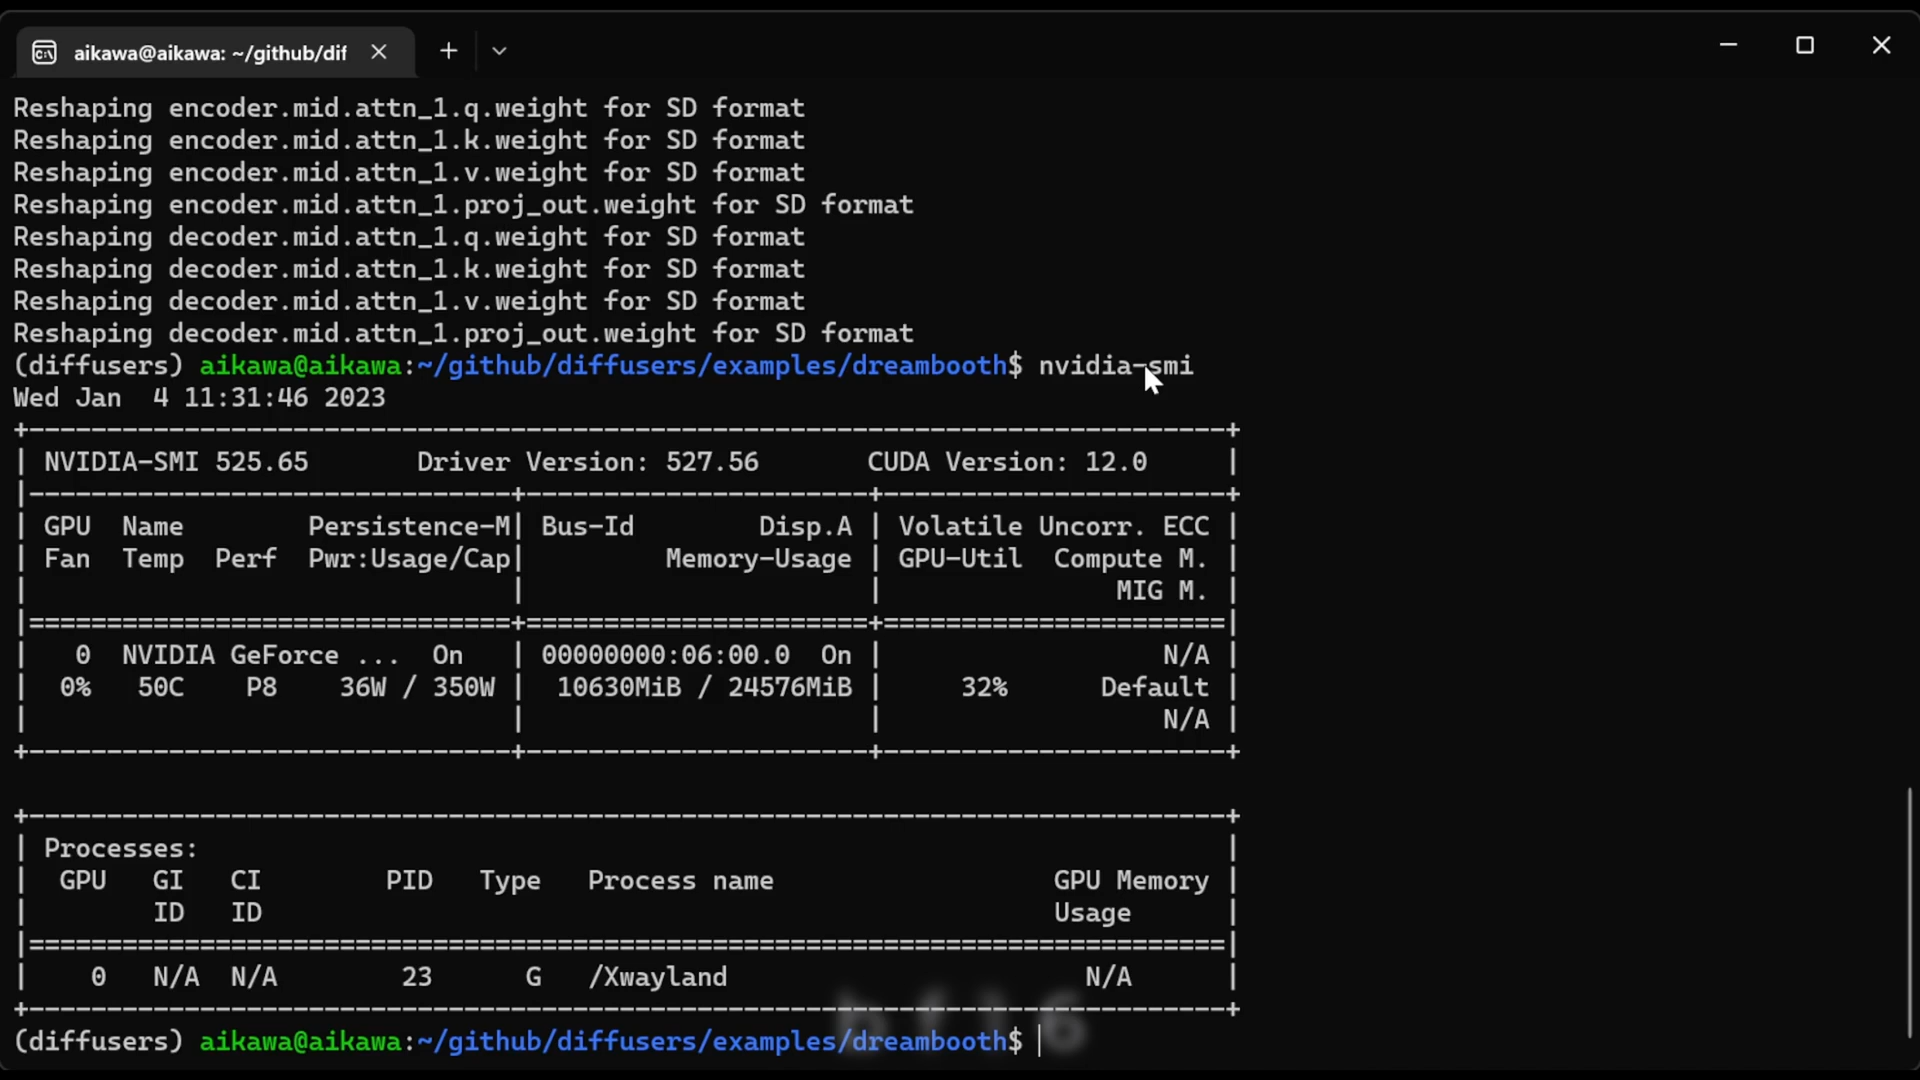 aikawa@aikawa: ~/github/dif
Reshaping encoder.mid.attn_1.q.weight for SD format
Reshaping encoder.mid.attn_1.k.weight for SD format
Reshaping encoder.mid.attn_1.v.weight for SD format
Reshaping encoder.mid.attn_1.proj_out.weight for SD format
Reshaping decoder.mid.attn_1.q.weight for SD format
Reshaping decoder.mid.attn_1.k.weight for SD format
Reshaping decoder.mid.attn_1.v.weight for SD format
Reshaping decoder.mid.attn_1.proj_out.weight for SD format
(diffusers) aikawa@aikawa:~/github/diffusers/examples/dreambooth$ nvidia-smi
Wed Jan  4 11:31:46 2023
+-----------------------------------------------------------------------------+
| NVIDIA-SMI 525.65       Driver Version: 527.56       CUDA Version: 12.0     |
|-------------------------------+----------------------+----------------------+
| GPU  Name        Persistence-M| Bus-Id        Disp.A | Volatile Uncorr. ECC |
| Fan  Temp  Perf  Pwr:Usage/Cap|         Memory-Usage | GPU-Util  Compute M. |
|                               |                      |               MIG M. |
|===============================+======================+======================|
|   0  NVIDIA GeForce ...  On   | 00000000:06:00.0  On |                  N/A |
|  0%   50C    P8    36W / 350W |  10630MiB / 24576MiB |     32%      Default |
|                               |                      |                  N/A |
+-------------------------------+----------------------+----------------------+
+-----------------------------------------------------------------------------+
| Processes:                                                                  |
|  GPU   GI   CI        PID   Type   Process name                  GPU Memory |
|        ID   ID                                                   Usage      |
|=============================================================================|
|    0   N/A  N/A        23      G   /Xwayland                       N/A      |
+-----------------------------------------------------------------------------+
(diffusers) aikawa@aikawa:~/github/diffusers/examples/dreambooth$